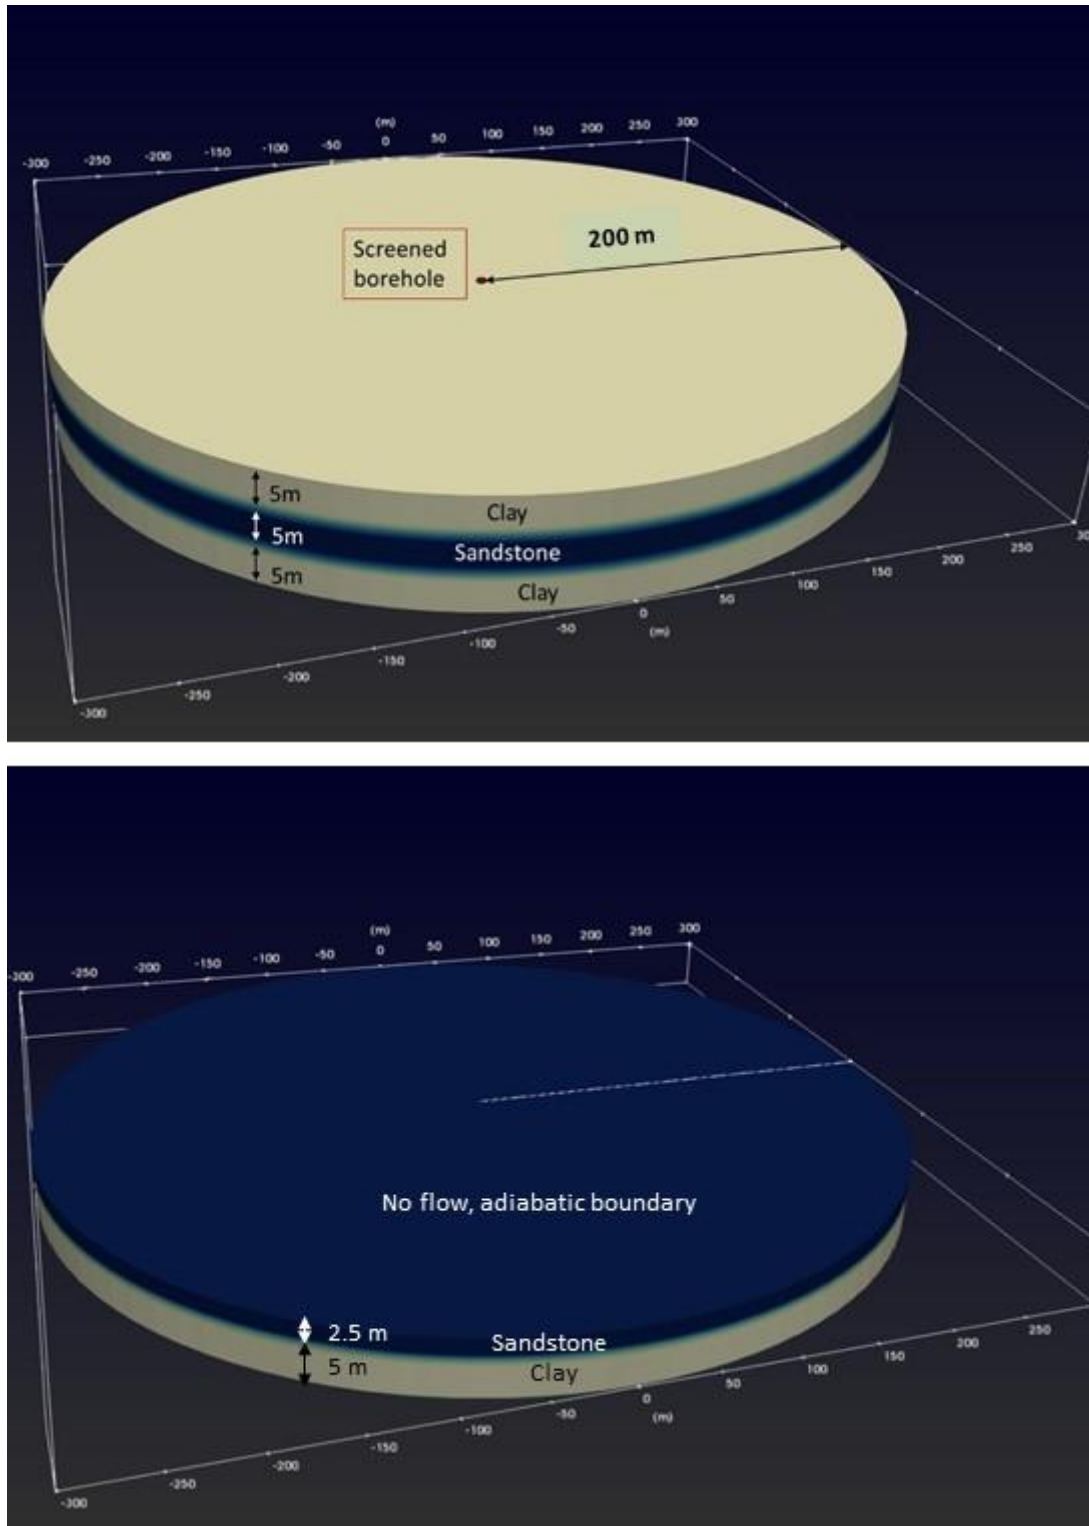 (m)
-300 -250 -200 -150 -100 -50 0 50 100 150 200 250 300
200 m
Screened
borehole
5m
Clay
5m
Sandstone
5m
Clay
-300 -250 -200 -150 -100 -50 0 50 100 150 200 250 30
(m)
(m)
-300 -250 -200 -150 -100 -50 0 50 100 150 200 250 300
No flow, adiabatic boundary
2.5 m
Sandstone
5 m
Clay
-300 -250 -200 -150 -100 -50 0 50 100 150 200 250
(m)